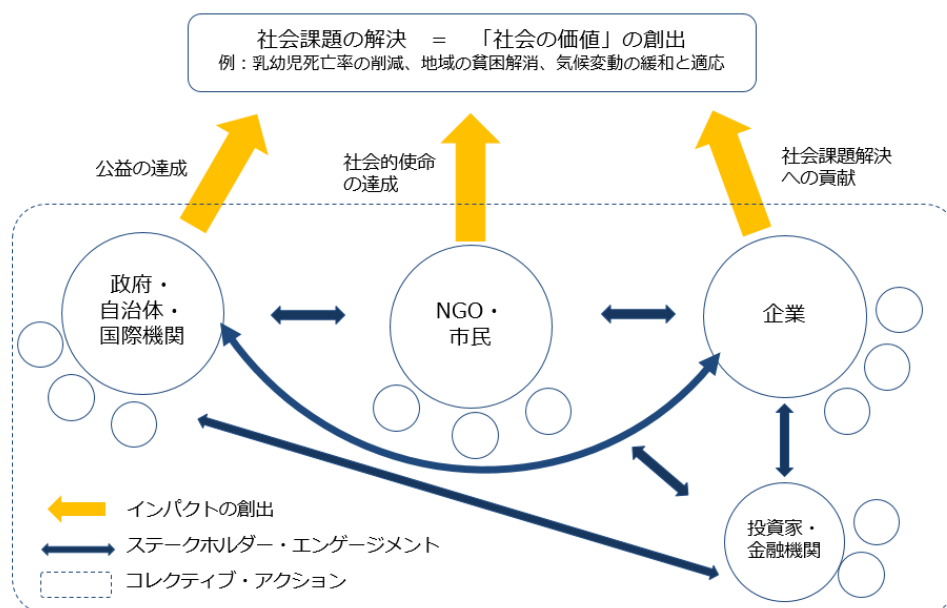 社会課題の解決 = 「社会の価値」の創出
例：乳幼児死亡率の削減、地域の貧困解消、気候変動の緩和と適応
公益の達成
社会的使命
の達成
社会課題解決
への貢献
政府・
自治体・
国際機関
NGO・
市民
企業
投資家・
金融機関
インパクトの創出
ステークホルダー・エンゲージメント
コレクティブ・アクション